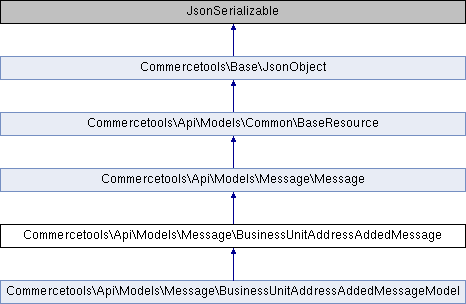 JsonSerializable
Commercetools\Base\JsonObject
Commercetools\Api\Models\Common\BaseResource
Commercetools\Api\Models\Message\Message
Commercetools\Api\Models\Message\BusinessUnitAddressAddedMessage
Commercetools\Api\Models\Message\BusinessUnitAddressAddedMessageModel